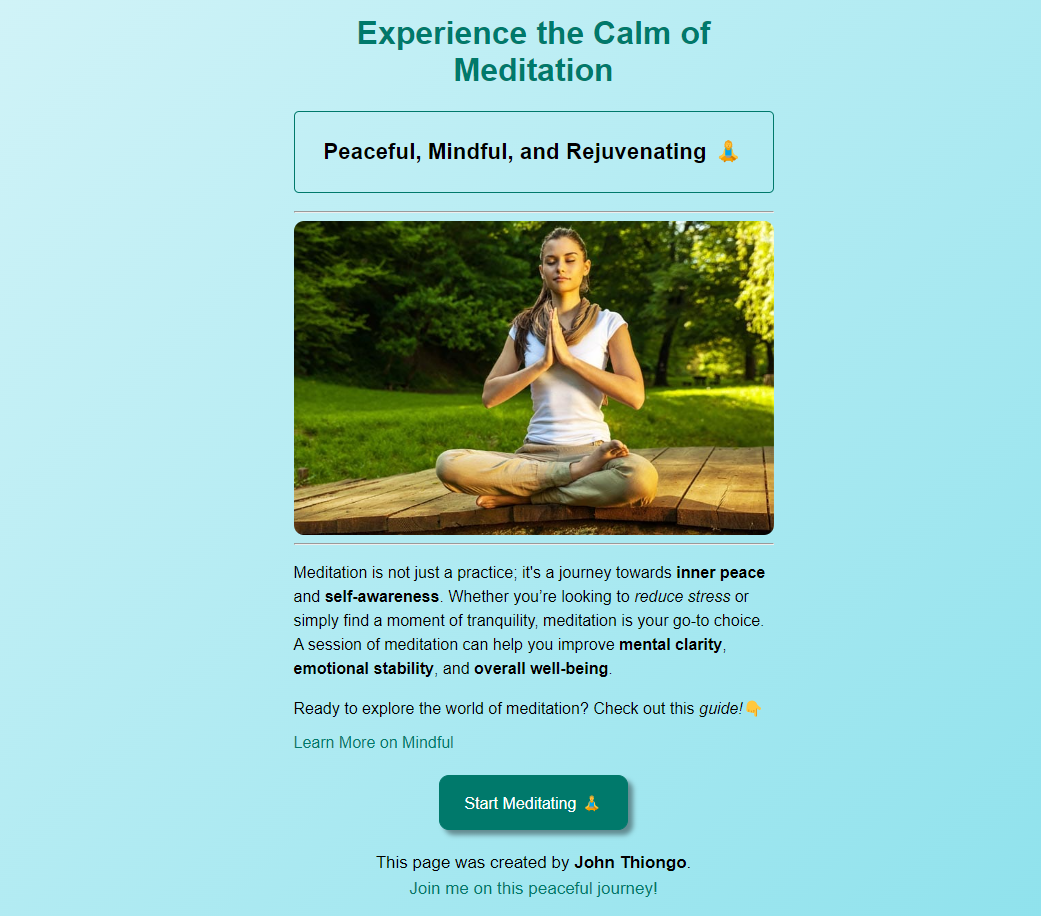 Experience the Calm of
Meditation
Peaceful, Mindful, and Rejuvenating 🧘
Meditation is not just a practice; it's a journey towards inner peace
and self-awareness. Whether you’re looking to reduce stress or
simply find a moment of tranquility, meditation is your go-to choice.
A session of meditation can help you improve mental clarity,
emotional stability, and overall well-being.
Ready to explore the world of meditation? Check out this guide!👇
Learn More on Mindful
Start Meditating 🧘
This page was created by John Thiongo.
Join me on this peaceful journey!